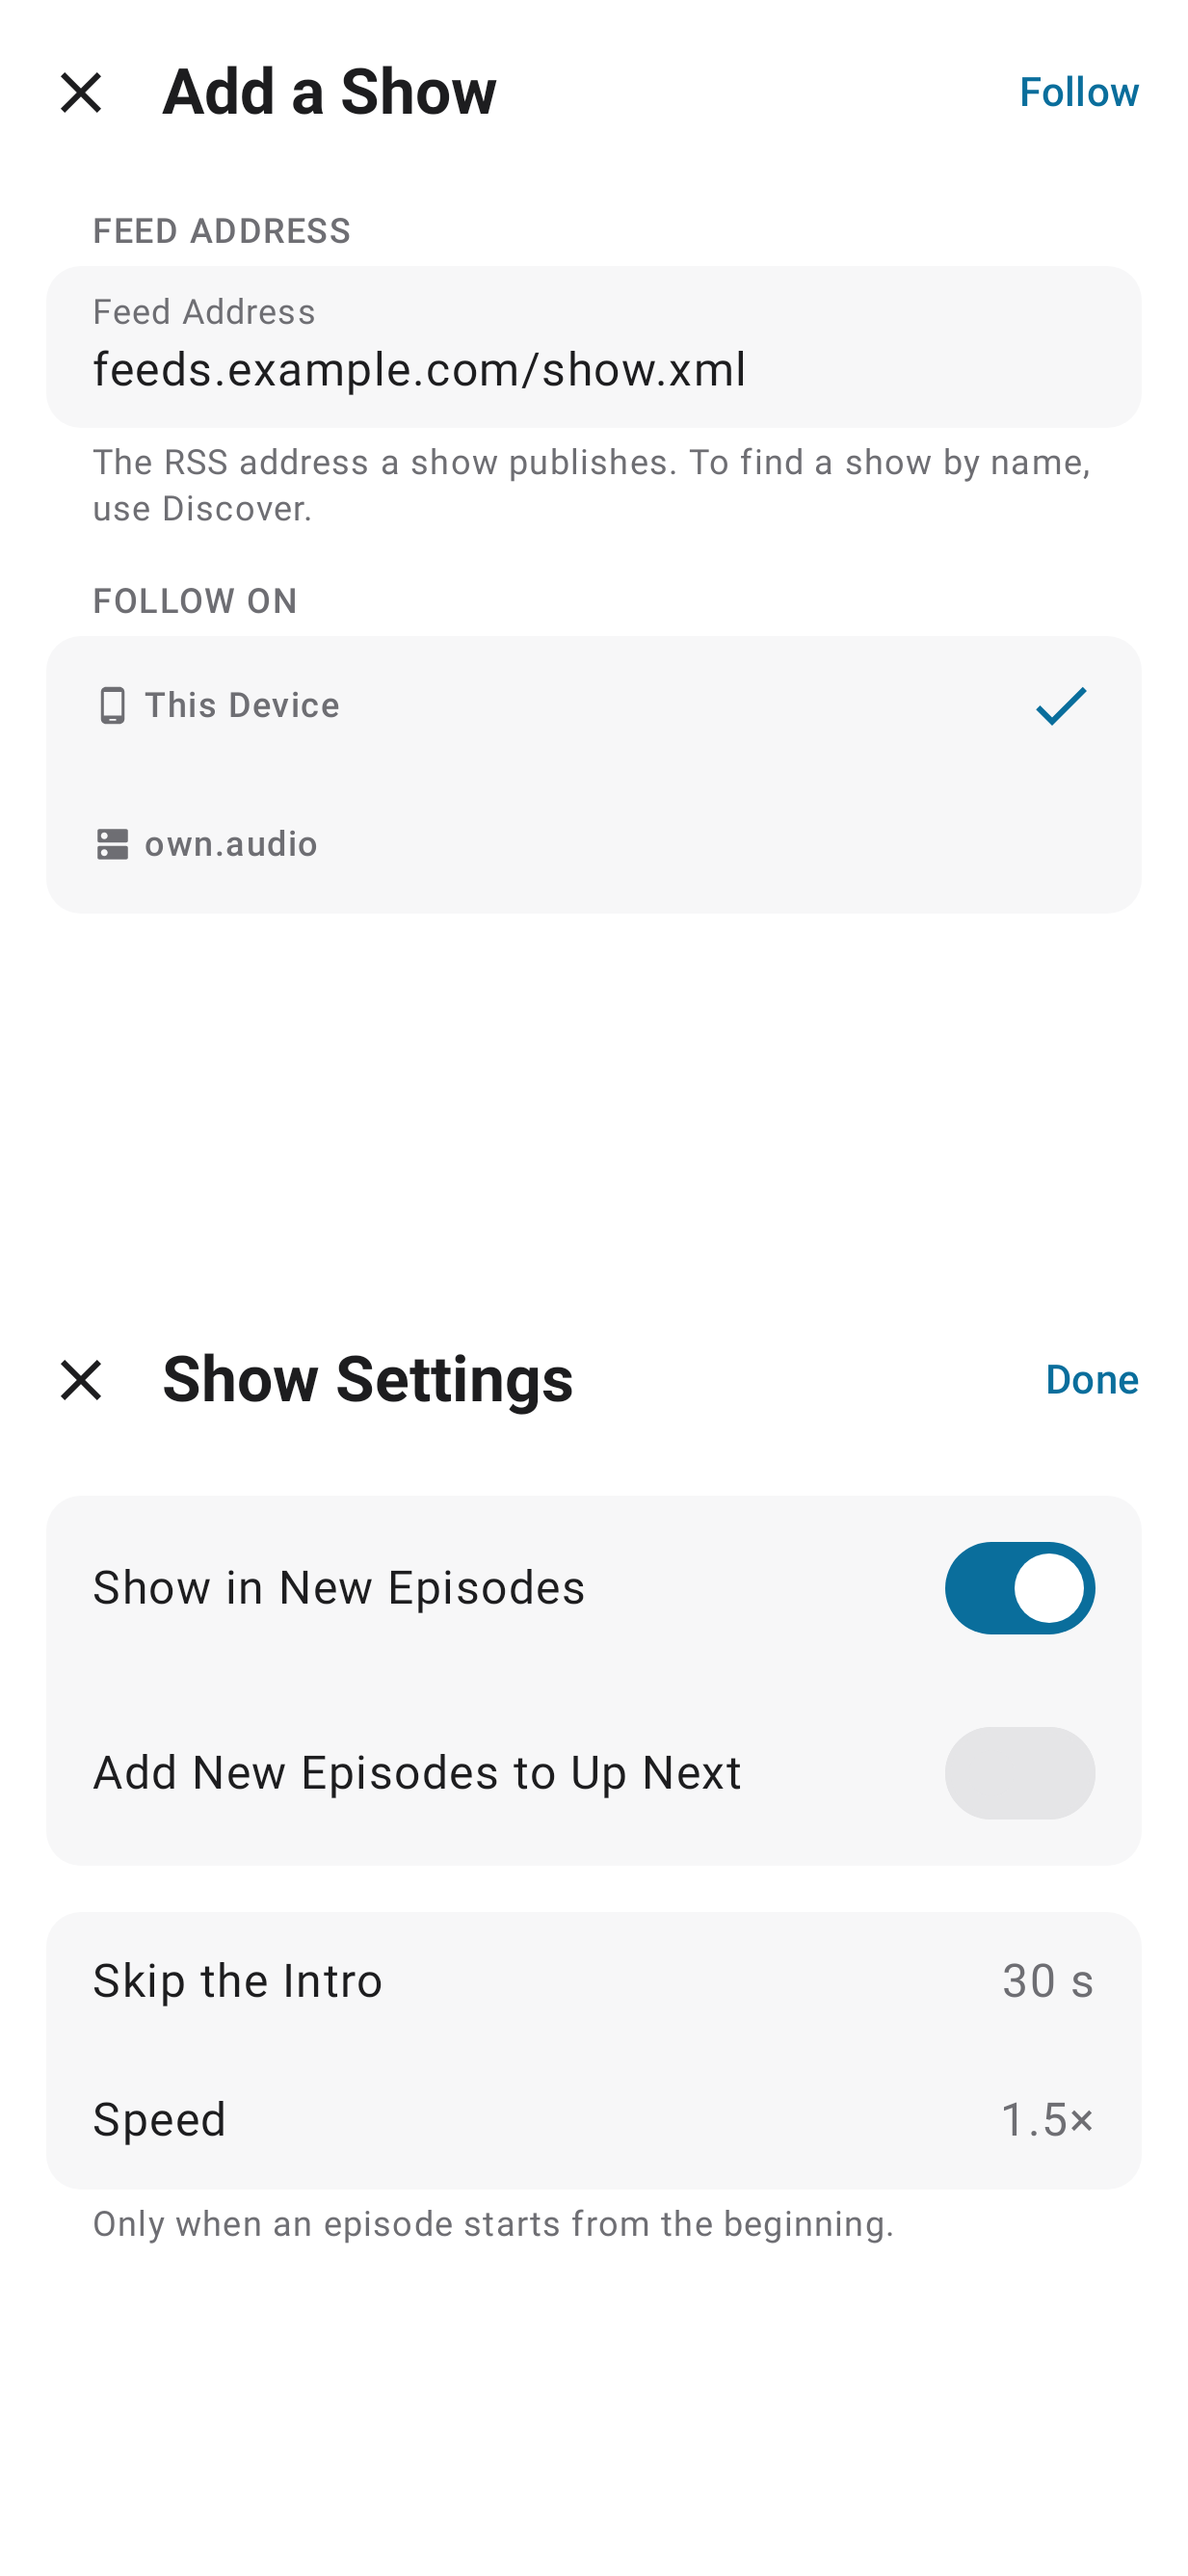 Add a Show
Follow
FEED ADDRESS
Feed Address
feeds.example.com/show.xml
The RSS address a show publishes. To find a show by name,
use Discover.
FOLLOW ON
This Device
own.audio
Show Settings
Done
Show in New Episodes
Add New Episodes to Up Next
Skip the Intro
30 s
Speed
1.5×
Only when an episode starts from the beginning.